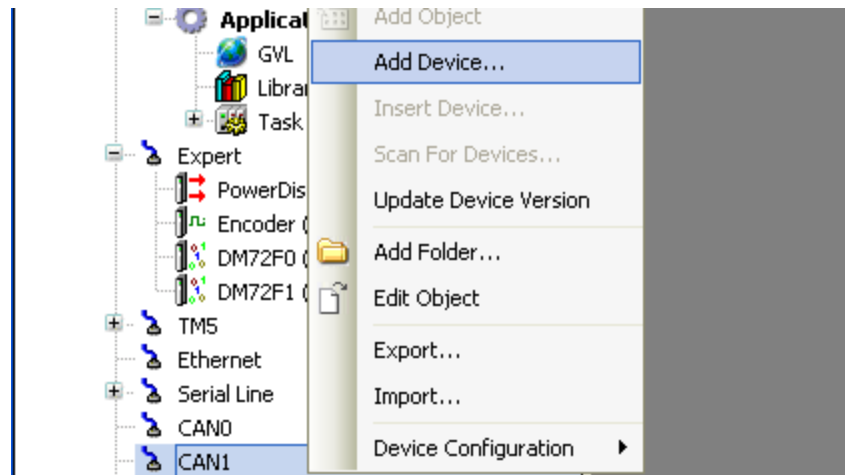 Applicat
GVL
Librar
Task
Expert
PowerDis
Encoder (
DM72F0 (
DM72F1 (
TM5
Ethernet
Serial Line
CAN0
CAN1
Add Object
Add Device...
Insert Device...
Scan For Devices...
Update Device Version
Add Folder...
Edit Object
Export...
Import...
Device Configuration